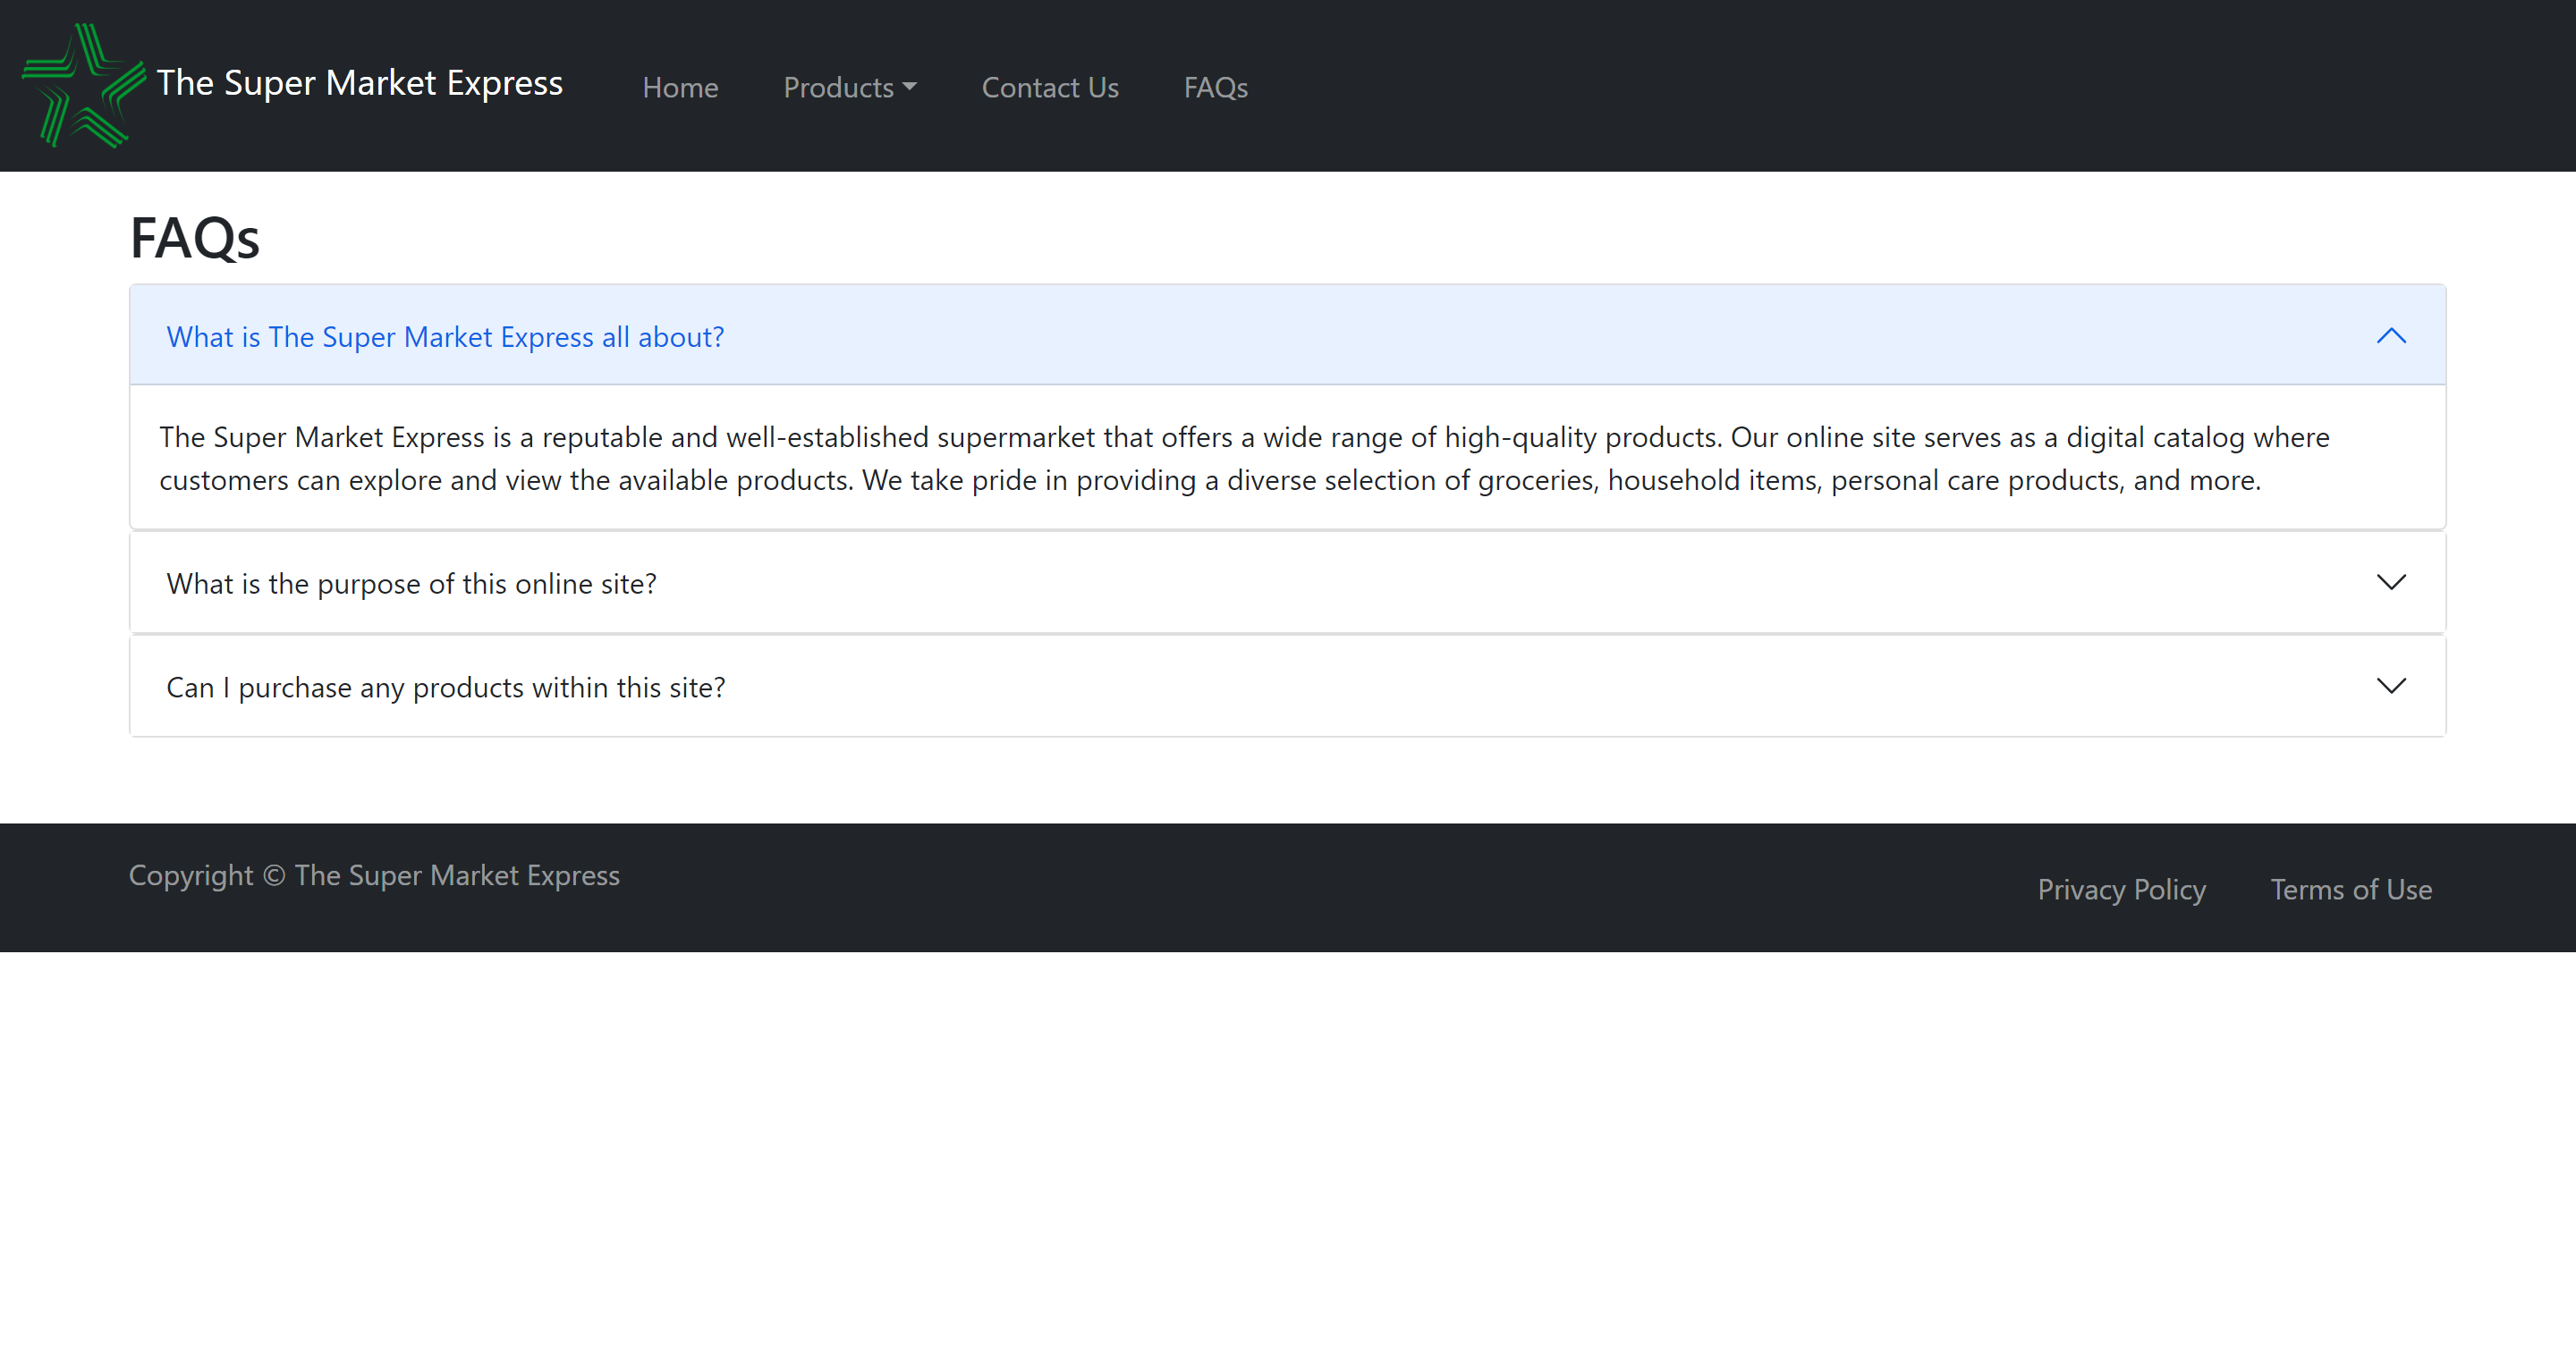 The Super Market Express Home Products Contact Us FAQs
FAQs
What is The Super Market Express all about?
The Super Market Express is a reputable and well-established supermarket that offers a wide range of high-quality products. Our online site serves as a digital catalog where
customers can explore and view the available products. We take pride in providing a diverse selection of groceries, household items, personal care products, and more.
What is the purpose of this online site?
Can I purchase any products within this site?
Copyright © The Super Market Express
Privacy Policy Terms of Use